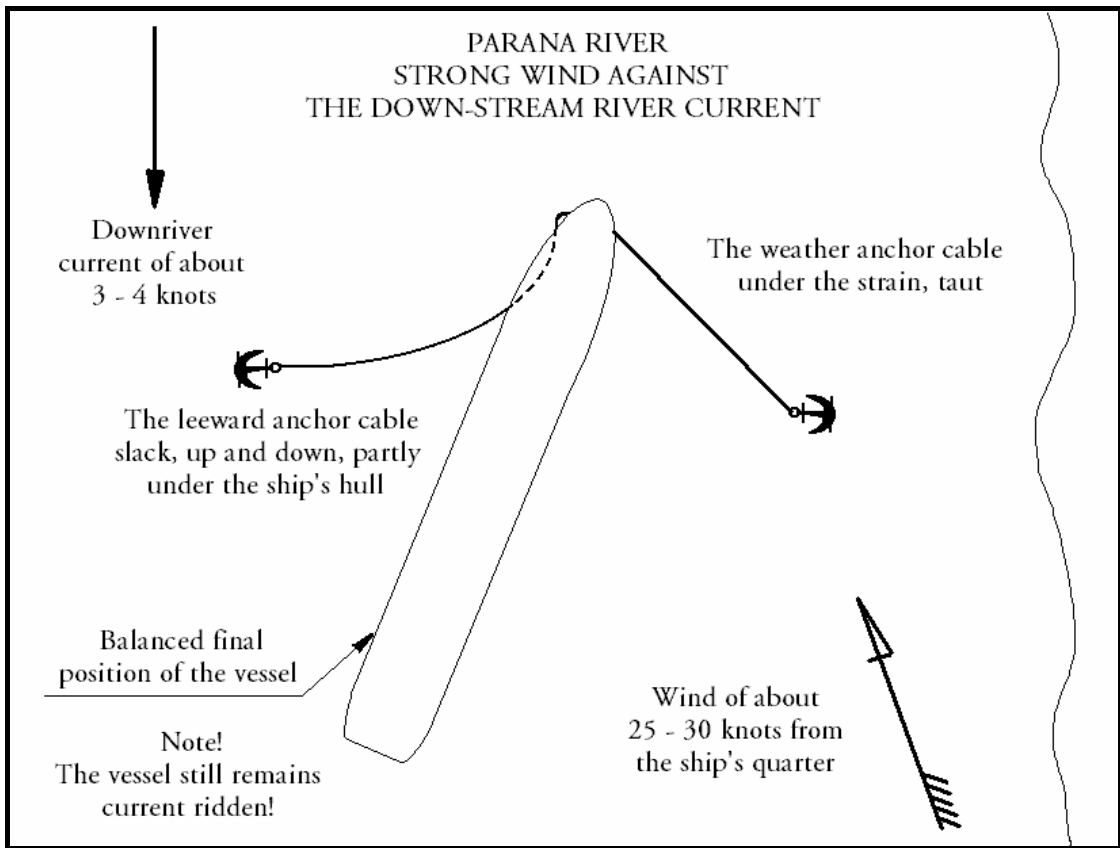 PARANA RIVER
STRONG WIND AGAINST
THE DOWN-STREAM RIVER CURRENT
Downriver
current of about
3 - 4 knots
The weather anchor cable
under the strain, taut
The leeward anchor cable
slack, up and down, partly
under the ship's hull
Balanced final
position of the vessel
Note!
The vessel still remains
current ridden!
Wind of about
25 - 30 knots from
the ship's quarter